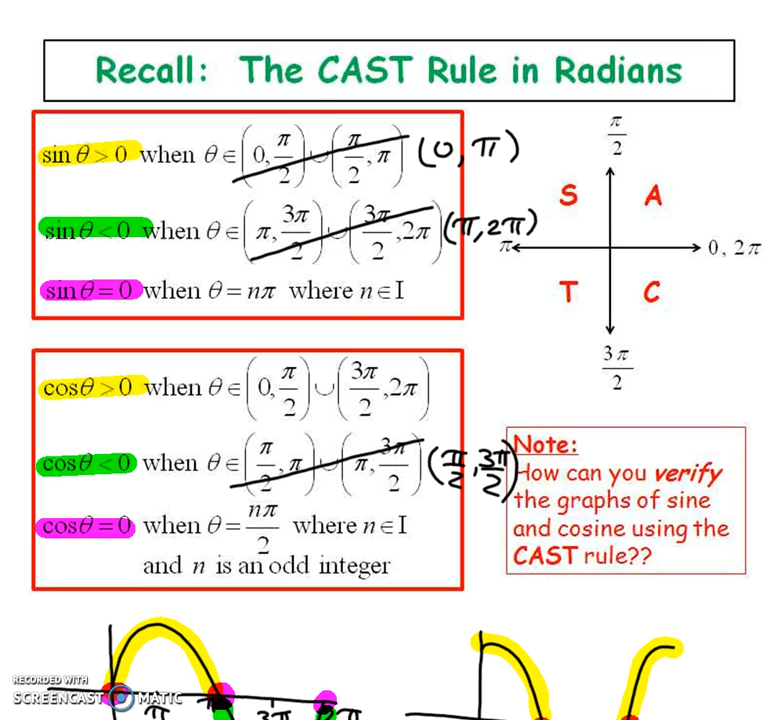 Recall: The CAST Rule in Radians
sin θ > 0 when θ ∈ (0, π/2) ∪ (π/2, π) (0, π)
sin θ < 0 when θ ∈ (π, 3π/2) ∪ (3π/2, 2π) (π, 2π)
sin θ = 0 when θ = nπ where n ∈ I
π/2
S A
π 0, 2π
T C
3π/2
cos θ > 0 when θ ∈ (0, π/2) ∪ (3π/2, 2π)
cos θ < 0 when θ ∈ (π/2, π) ∪ (π, 3π/2) (π/2, 3π/2)
cos θ = 0 when θ = nπ/2 where n ∈ I
and n is an odd integer
Note:
How can you verify
the graphs of sine
and cosine using the
CAST rule??
RECORDED WITH
SCREENCAST MATIC
π π 3π 2π